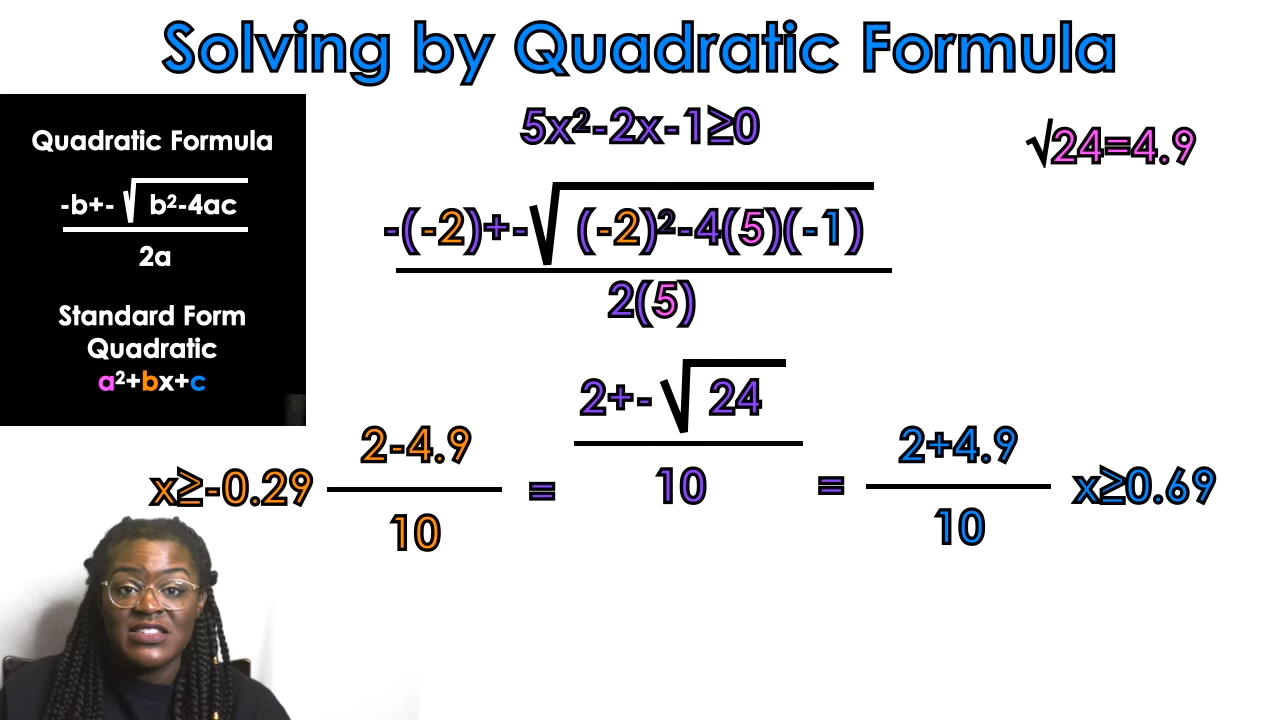 Solving by Quadratic Formula
Quadratic Formula
-b+-√b²-4ac
2a
Standard Form
Quadratic
a²+bx+c
5x²-2x-1≥0
√24=4.9
-(-2)+-√(-2)²-4(5)(-1)
2(5)
2+-√24
10
x≥-0.29
2-4.9
10
=
=
2+4.9
10
x≥0.69